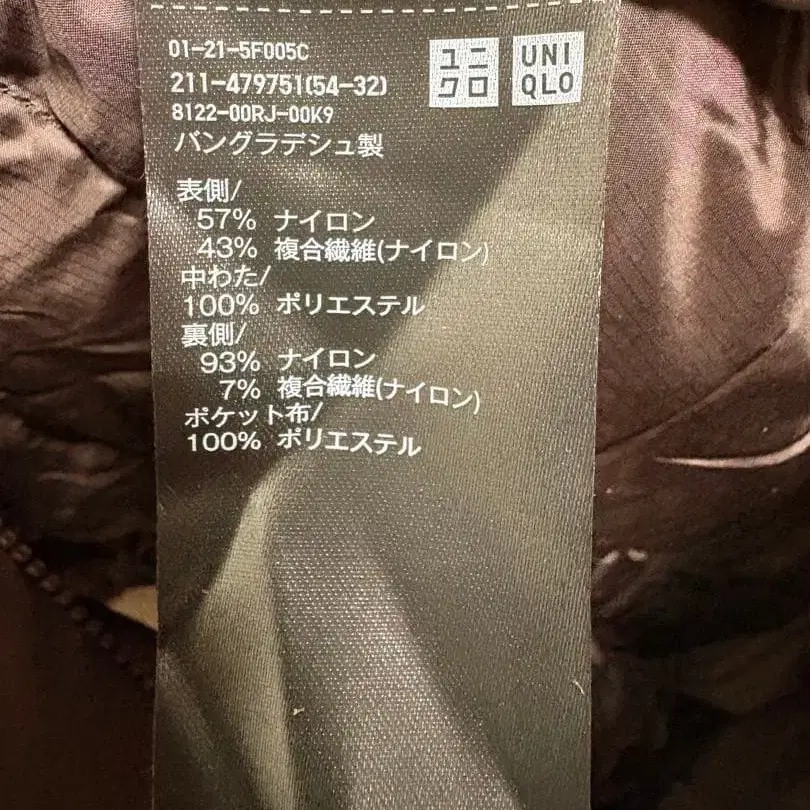 01-21-5F005C
211-479751(54-32)
8122-00RJ-00K9
バングラデシュ製
ユニ
クロ
UNI
QLO
表側/
57% ナイロン
43% 複合繊維(ナイロン)
中わた/
100% ポリエステル
裏側/
93% ナイロン
7% 複合繊維(ナイロン)
ポケット布/
100% ポリエステル